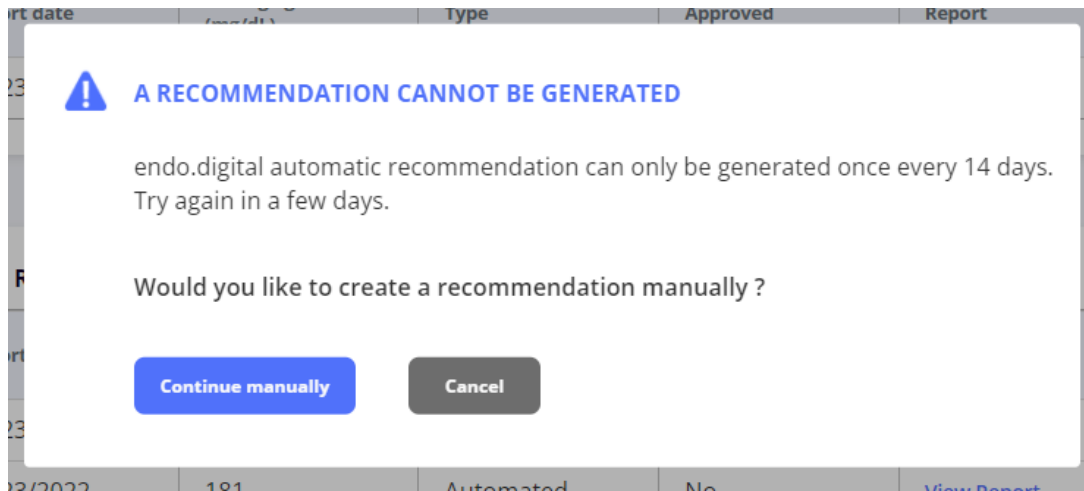 Type Approved Report
(mg/dL)
A RECOMMENDATION CANNOT BE GENERATED
endo.digital automatic recommendation can only be generated once every 14 days.
Try again in a few days.
Would you like to create a recommendation manually ?
Continue manually Cancel
181 Automated No View Report